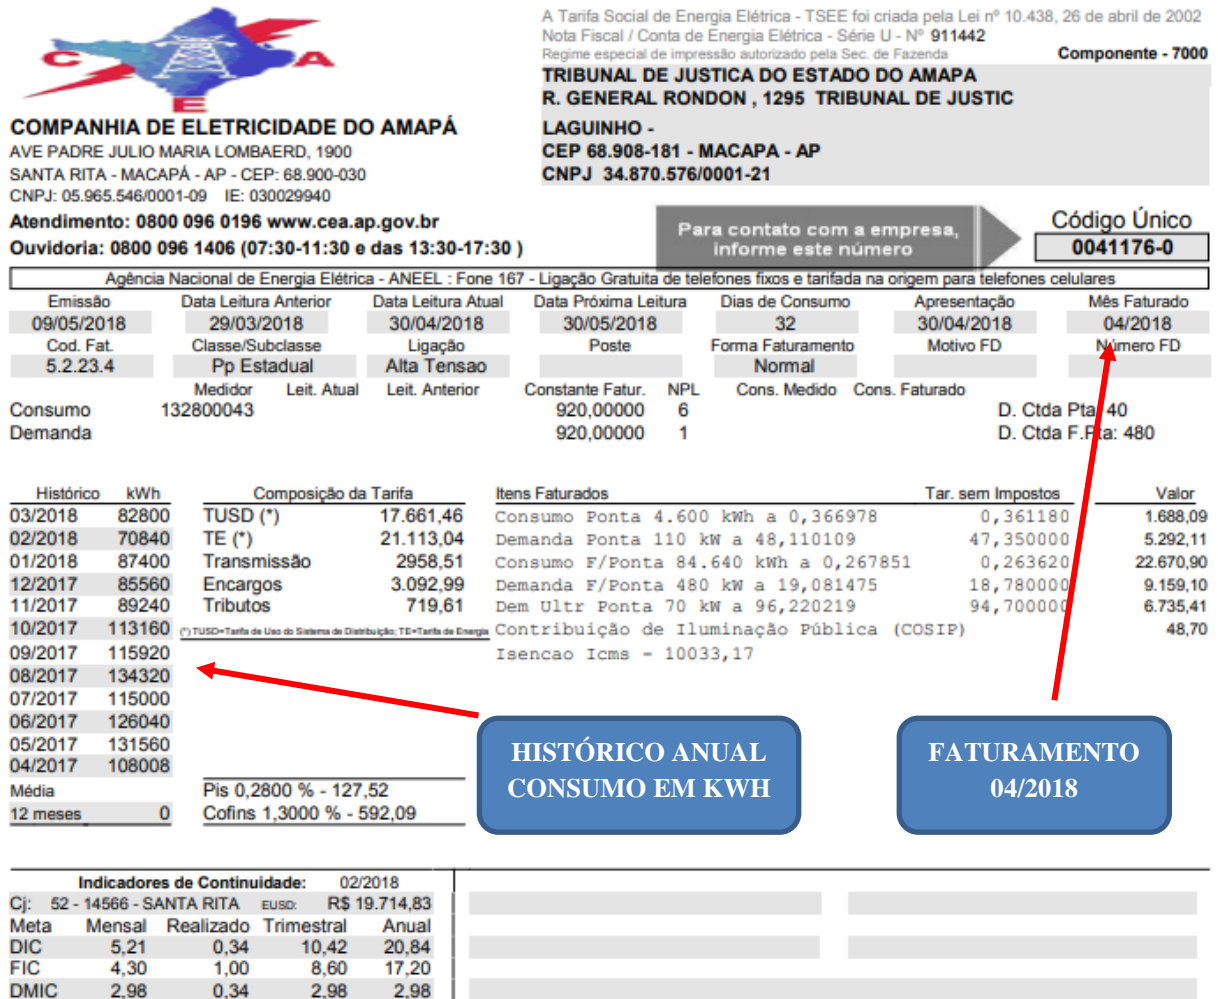 C E A
COMPANHIA DE ELETRICIDADE DO AMAPÁ
AVE PADRE JULIO MARIA LOMBAERD, 1900
SANTA RITA - MACAPÁ - AP - CEP: 68.900-030
CNPJ: 05.965.546/0001-09 IE: 030029940
Atendimento: 0800 096 0196 www.cea.ap.gov.br
Ouvidoria: 0800 096 1406 (07:30-11:30 e das 13:30-17:30 )
A Tarifa Social de Energia Elétrica - TSEE foi criada pela Lei nº 10.438, 26 de abril de 2002
Nota Fiscal / Conta de Energia Elétrica - Série U - Nº 911442
Regime especial de impressão autorizado pela Sec. de Fazenda Componente - 7000
TRIBUNAL DE JUSTICA DO ESTADO DO AMAPA
R. GENERAL RONDON , 1295 TRIBUNAL DE JUSTIC
LAGUINHO -
CEP 68.908-181 - MACAPA - AP
CNPJ 34.870.576/0001-21
Para contato com a empresa,
informe este número
Código Único
0041176-0
Agência Nacional de Energia Elétrica - ANEEL : Fone 167 - Ligação Gratuita de telefones fixos e tarifada na origem para telefones celulares
Emissão Data Leitura Anterior Data Leitura Atual Data Próxima Leitura Dias de Consumo Apresentação Mês Faturado
09/05/2018 29/03/2018 30/04/2018 30/05/2018 32 30/04/2018 04/2018
Cod. Fat. Classe/Subclasse Ligação Poste Forma Faturamento Motivo FD Número FD
5.2.23.4 Pp Estadual Alta Tensao Normal
Medidor Leit. Atual Leit. Anterior Constante Fatur. NPL Cons. Medido Cons. Faturado
Consumo 132800043 920,00000 6 D. Ctda Pta: 40
Demanda 920,00000 1 D. Ctda F.Pta: 480
Histórico kWh
03/2018 82800
02/2018 70840
01/2018 87400
12/2017 85560
11/2017 89240
10/2017 113160
09/2017 115920
08/2017 134320
07/2017 115000
06/2017 126040
05/2017 131560
04/2017 108008
Média
12 meses 0
Composição da Tarifa
TUSD (*) 17.661,46
TE (*) 21.113,04
Transmissão 2958,51
Encargos 3.092,99
Tributos 719,61
(*) TUSD=Tarifa de Uso do Sistema de Distribuição; TE=Tarifa de Energia
Pis 0,2800 % - 127,52
Cofins 1,3000 % - 592,09
Itens Faturados Tar. sem Impostos Valor
Consumo Ponta 4.600 kWh a 0,366978 0,361180 1.688,09
Demanda Ponta 110 kW a 48,110109 47,350000 5.292,11
Consumo F/Ponta 84.640 kWh a 0,267851 0,263620 22.670,90
Demanda F/Ponta 480 kW a 19,081475 18,780000 9.159,10
Dem Ultr Ponta 70 kW a 96,220219 94,700000 6.735,41
Contribuição de Iluminação Pública (COSIP) 48,70
Isencao Icms - 10033,17
HISTÓRICO ANUAL
CONSUMO EM KWH
FATURAMENTO
04/2018
Indicadores de Continuidade: 02/2018
Cj: 52 - 14566 - SANTA RITA EUSD: R$ 19.714,83
Meta Mensal Realizado Trimestral Anual
DIC 5,21 0,34 10,42 20,84
FIC 4,30 1,00 8,60 17,20
DMIC 2,98 0,34 2,98 2,98